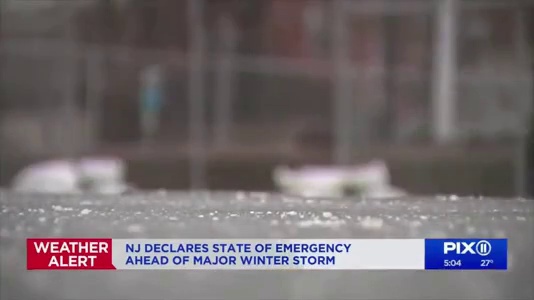 WEATHER
ALERT
NJ DECLARES STATE OF EMERGENCY
AHEAD OF MAJOR WINTER STORM
PIX11
5:04 27°